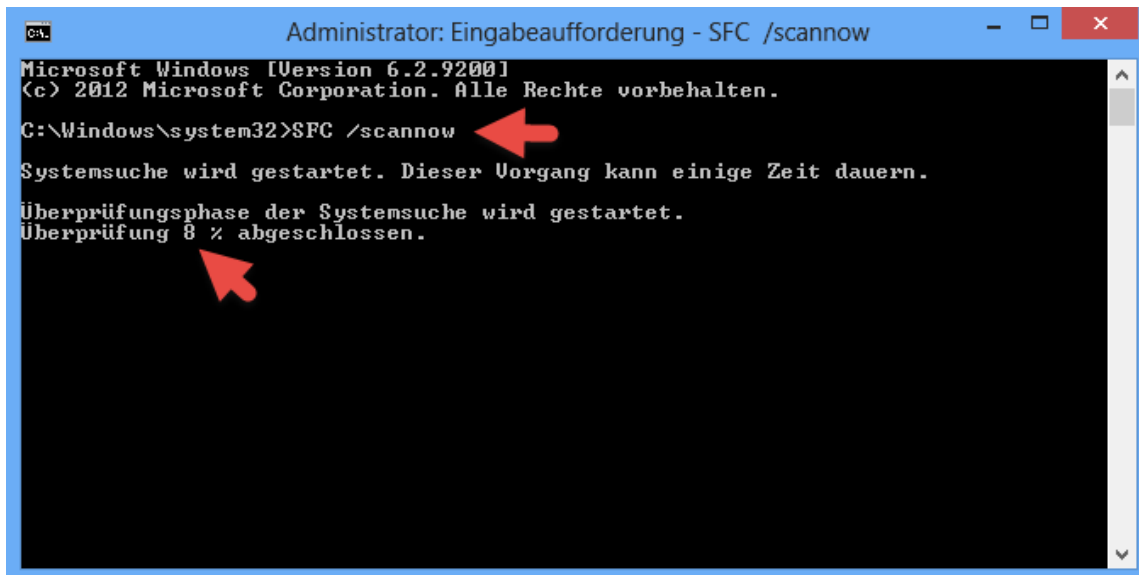 Administrator: Eingabeaufforderung - SFC /scannow
Microsoft Windows [Version 6.2.9200]
(c) 2012 Microsoft Corporation. Alle Rechte vorbehalten.
C:\Windows\system32>SFC /scannow
Systemsuche wird gestartet. Dieser Vorgang kann einige Zeit dauern.
Überprüfungsphase der Systemsuche wird gestartet.
Überprüfung 8 % abgeschlossen.